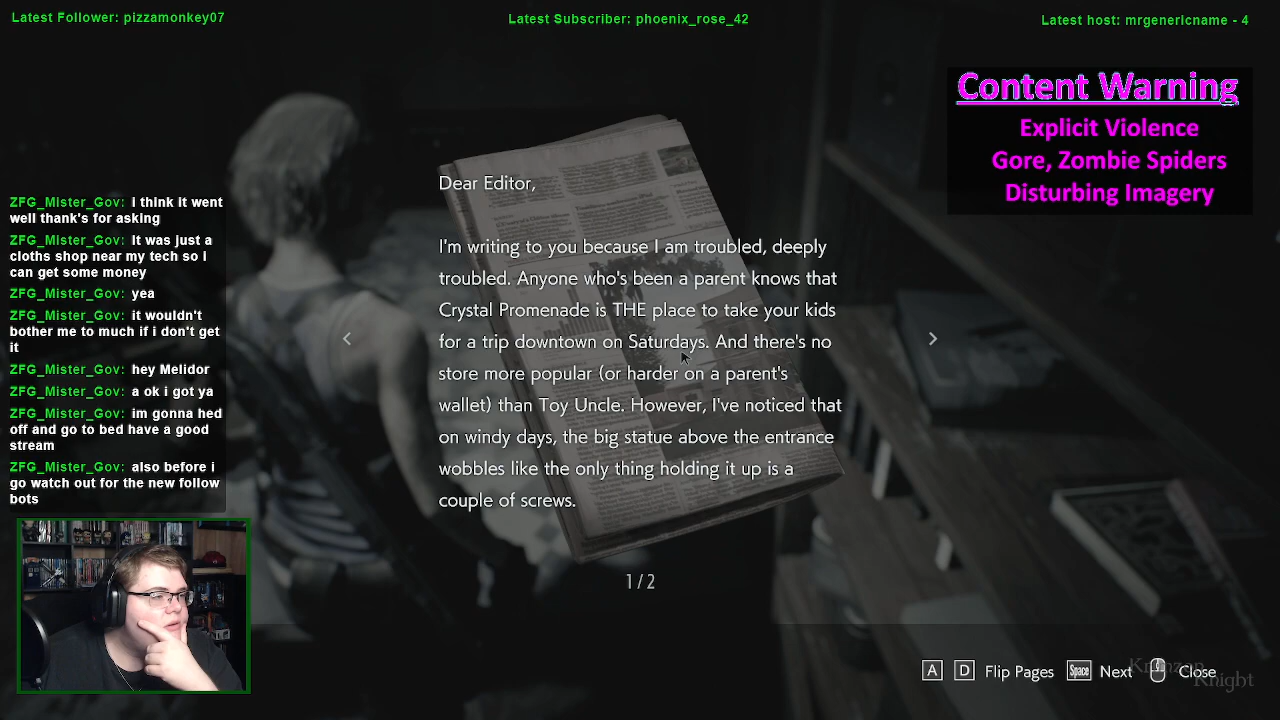 Latest Follower: pizzamonkey07
Latest Subscriber: phoenix_rose_42
Latest host: mrgenericname - 4
Content Warning
Explicit Violence
Gore, Zombie Spiders
Disturbing Imagery
ZFG_Mister_Gov: I think it went
well thank's for asking
ZFG_Mister_Gov: It was just a
cloths shop near my tech so i
can get some money
ZFG_Mister_Gov: yea
ZFG_Mister_Gov: it wouldn't
bother me to much if i don't get
it
ZFG_Mister_Gov: hey Melidor
ZFG_Mister_Gov: a ok i got ya
ZFG_Mister_Gov: im gonna hed
off and go to bed have a good
stream
ZFG_Mister_Gov: also before i
go watch out for the new follow
bots
Dear Editor,
I'm writing to you because I am troubled, deeply
troubled. Anyone who's been a parent knows that
Crystal Promenade is THE place to take your kids
for a trip downtown on Saturdays. And there's no
store more popular (or harder on a parent's
wallet) than Toy Uncle. However, I've noticed that
on windy days, the big statue above the entrance
wobbles like the only thing holding it up is a
couple of screws.
1 / 2
A D Flip Pages Space Next Close
Knight